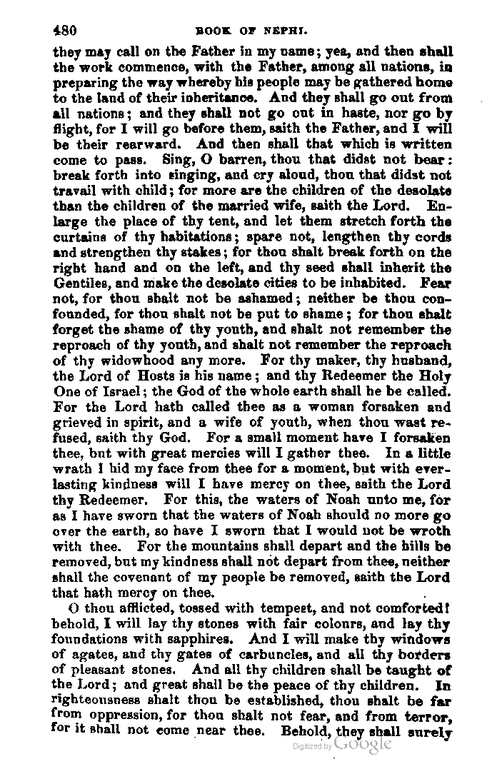 480 BOOK OF NEPHI.
they may call on the Father in my name; yea, and then shall
the work commence, with the Father, among all nations, in
preparing the way whereby his people may be gathered home
to the land of their inheritance. And they shall go out from
all nations; and they shall not go out in haste, nor go by
flight, for I will go before them, saith the Father, and I will
be their rearward. And then shall that which is written
come to pass. Sing, O barren, thou that didst not bear:
break forth into singing, and cry aloud, thou that didst not
travail with child; for more are the children of the desolate
than the children of the married wife, saith the Lord. En-
large the place of thy tent, and let them stretch forth the
curtains of thy habitations; spare not, lengthen thy cords
and strengthen thy stakes; for thou shalt break forth on the
right hand and on the left, and thy seed shall inherit the
Gentiles, and make the desolate cities to be inhabited. Fear
not, for thou shalt not be ashamed; neither be thou con-
founded, for thou shalt not be put to shame; for thou shalt
forget the shame of thy youth, and shalt not remember the
reproach of thy youth, and shalt not remember the reproach
of thy widowhood any more. For thy maker, thy husband,
the Lord of Hosts is his name; and thy Redeemer the Holy
One of Israel; the God of the whole earth shall he be called.
For the Lord hath called thee as a woman forsaken and
grieved in spirit, and a wife of youth, when thou wast re-
fused, saith thy God. For a small moment have I forsaken
thee, but with great mercies will I gather thee. In a little
wrath I hid my face from thee for a moment, but with ever-
lasting kindness will I have mercy on thee, saith the Lord
thy Redeemer. For this, the waters of Noah unto me, for
as I have sworn that the waters of Noah should no more go
over the earth, so have I sworn that I would not be wroth
with thee. For the mountains shall depart and the hills be
removed, but my kindness shall not depart from thee, neither
shall the covenant of my people be removed, saith the Lord
that hath mercy on thee.
O thou afflicted, tossed with tempest, and not comforted!
behold, I will lay thy stones with fair colours, and lay thy
foundations with sapphires. And I will make thy windows
of agates, and thy gates of carbuncles, and all thy borders
of pleasant stones. And all thy children shall be taught of
the Lord; and great shall be the peace of thy children. In
righteousness shalt thou be established, thou shalt be far
from oppression, for thou shalt not fear, and from terror,
for it shall not come near thee. Behold, they shall surely
Digitized by Google